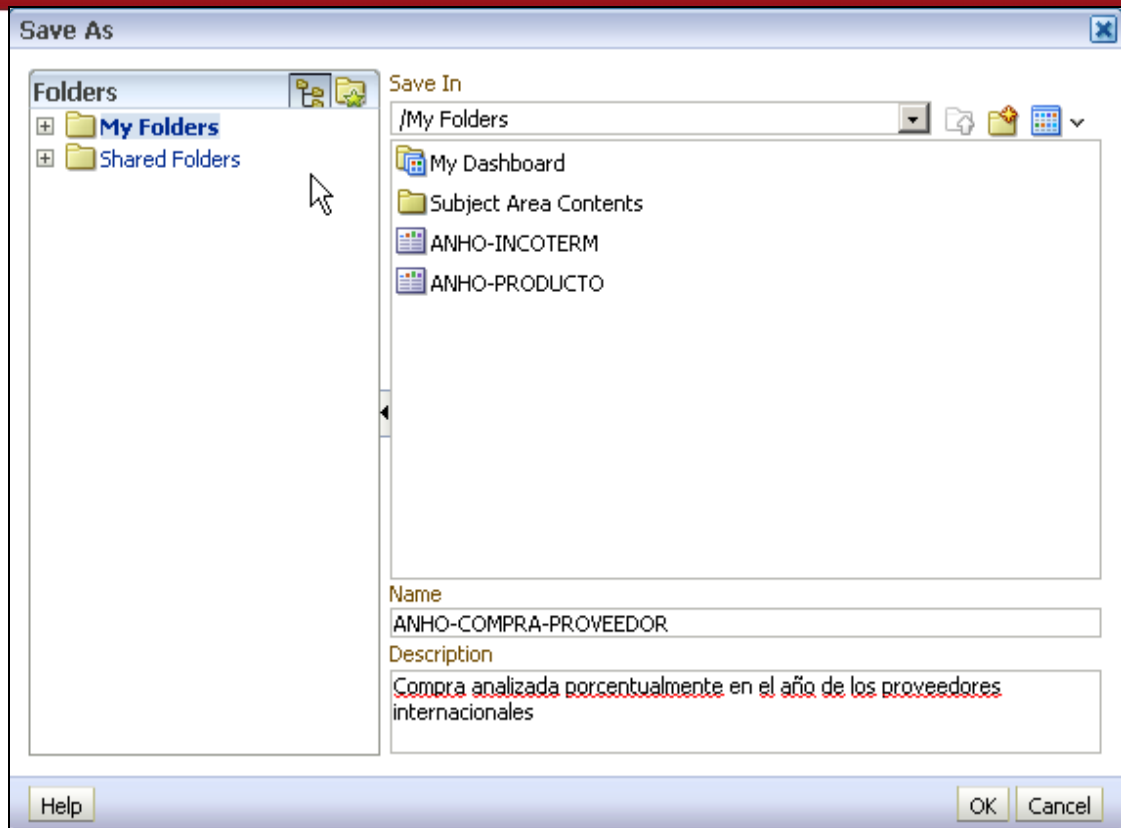 Save As
Folders
My Folders
Shared Folders
Save In
/My Folders
My Dashboard
Subject Area Contents
ANHO-INCOTERM
ANHO-PRODUCTO
Name
ANHO-COMPRA-PROVEEDOR
Description
Compra analizada porcentualmente en el año de los proveedores
internacionales
Help
OK
Cancel